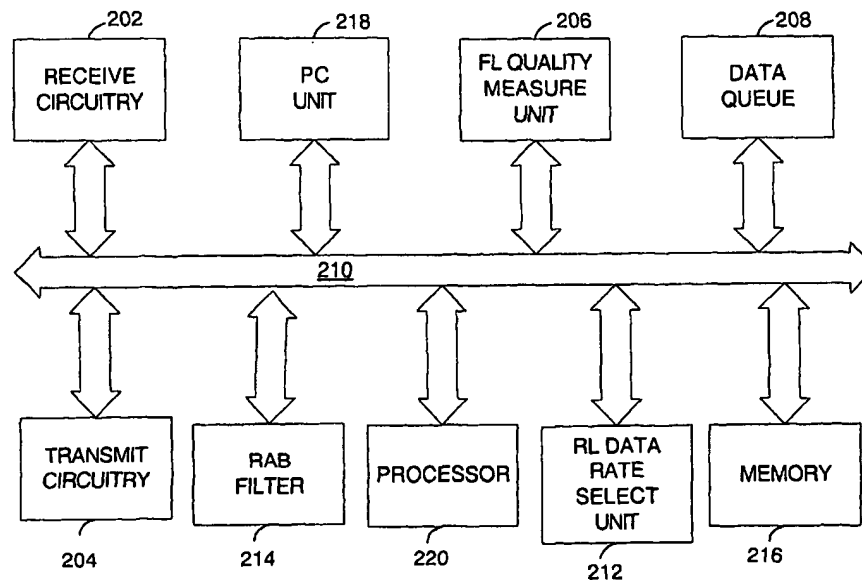 202
218
206
208
RECEIVE
CIRCUITRY
PC
UNIT
FL QUALITY
MEASURE
UNIT
DATA
QUEUE
210
TRANSMIT
CIRCUITRY
RAB
FILTER
PROCESSOR
RL DATA
RATE
SELECT
UNIT
MEMORY
204
214
220
212
216